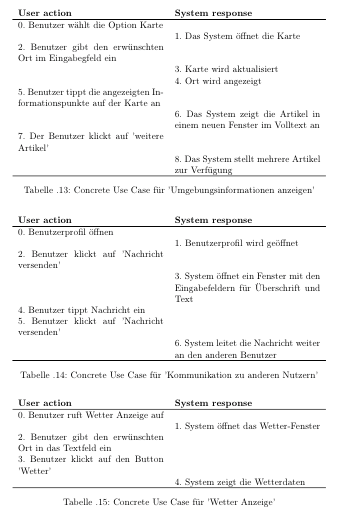 User action System response
0. Benutzer wählt die Option Karte
1. Das System öffnet die Karte
2. Benutzer gibt den erwünschten
Ort im Eingabegfeld ein
3. Karte wird aktualisiert
4. Ort wird angezeigt
5. Benutzer tippt die angezeigten In-
formationspunkte auf der Karte an
6. Das System zeigt die Artikel in
einem neuen Fenster im Volltext an
7. Der Benutzer klickt auf 'weitere
Artikel'
8. Das System stellt mehrere Artikel
zur Verfügung
Tabelle .13: Concrete Use Case für 'Umgebungsinformationen anzeigen'
User action System response
0. Benutzerprofil öffnen
1. Benutzerprofil wird geöffnet
2. Benutzer klickt auf 'Nachricht
versenden'
3. System öffnet ein Fenster mit den
Eingabefeldern für Überschrift und
Text
4. Benutzer tippt Nachricht ein
5. Benutzer klickt auf 'Nachricht
versenden'
6. System leitet die Nachricht weiter
an den anderen Benutzer
Tabelle .14: Concrete Use Case für 'Kommunikation zu anderen Nutzern'
User action System response
0. Benutzer ruft Wetter Anzeige auf
1. System öffnet das Wetter-Fenster
2. Benutzer gibt den erwünschten
Ort in das Textfeld ein
3. Benutzer klickt auf den Button
'Wetter'
4. System zeigt die Wetterdaten
Tabelle .15: Concrete Use Case für 'Wetter Anzeige'